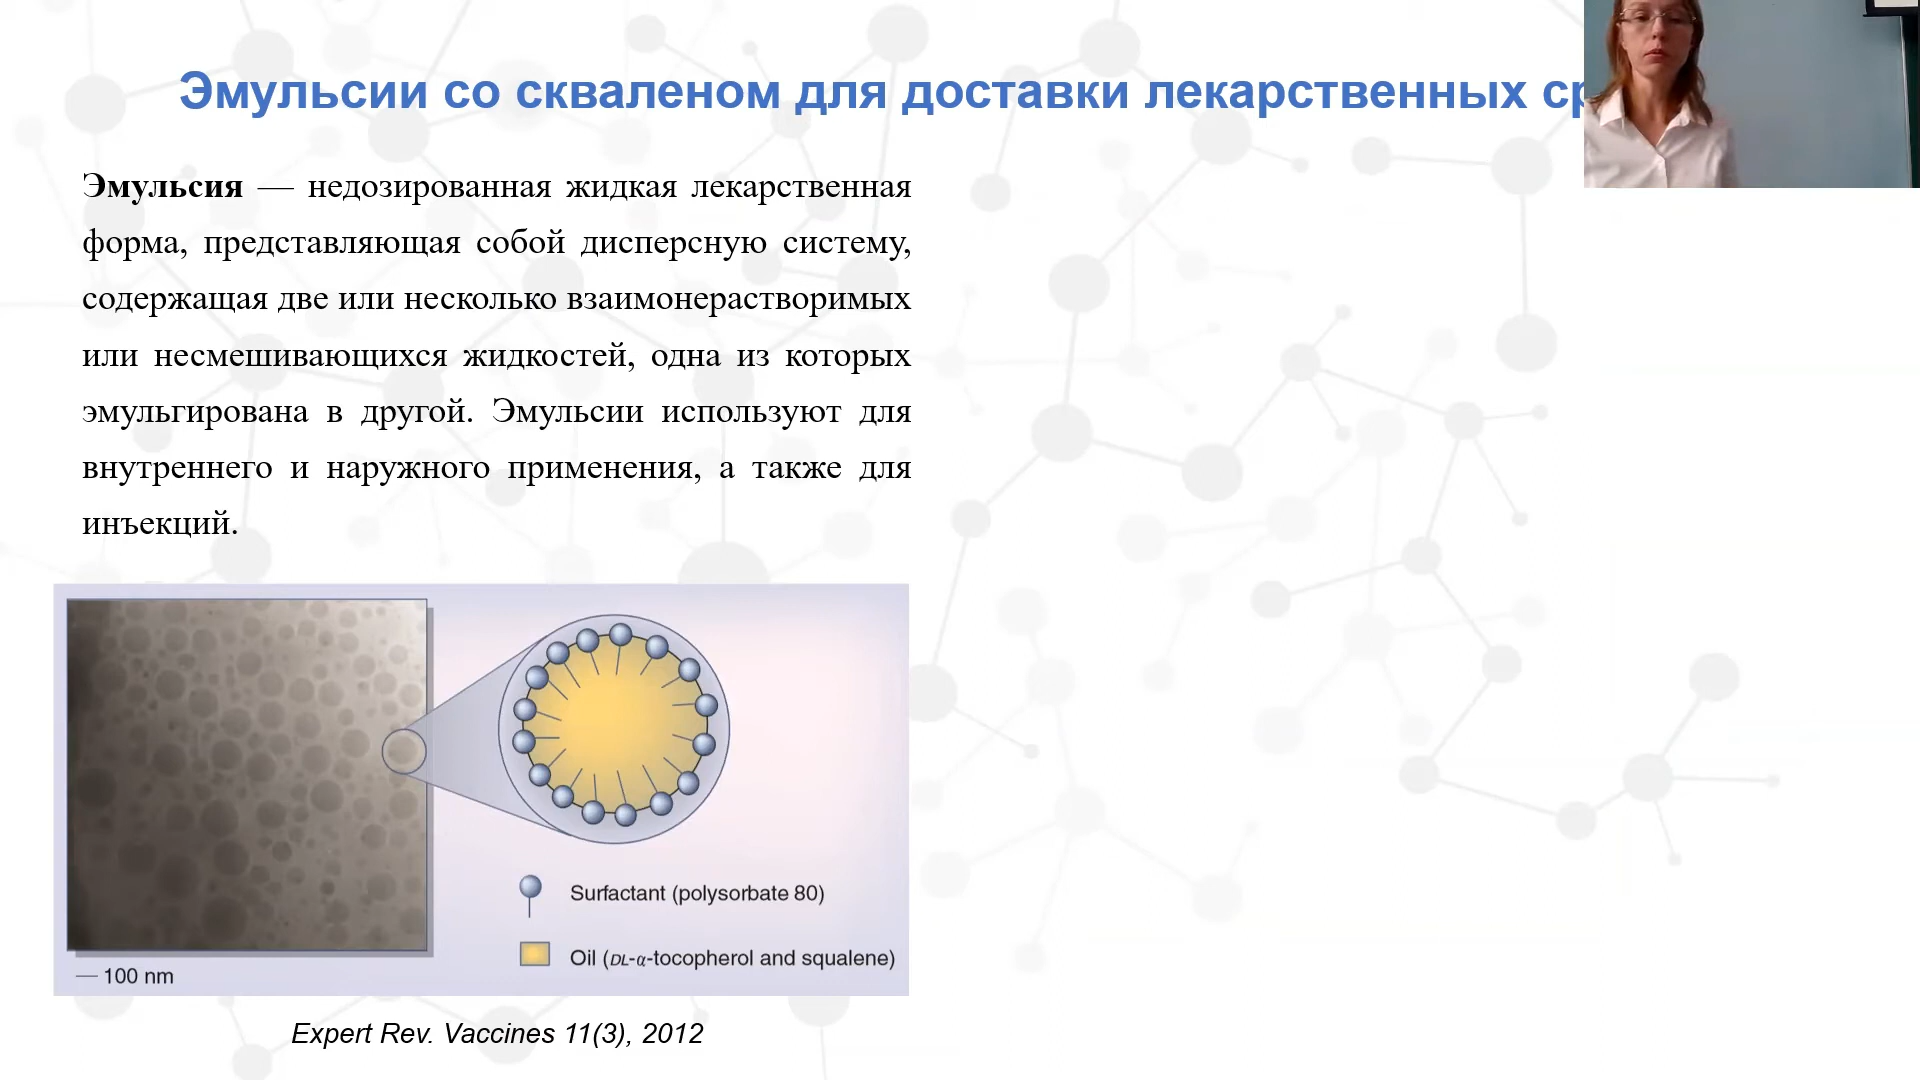 Эмульсии со скваленом для доставки лекарственных
Эмульсия — недозированная жидкая лекарственная
форма, представляющая собой дисперсную систему,
содержащая две или несколько взаимонерастворимых
или несмешивающихся жидкостей, одна из которых
эмульгирована в другой. Эмульсии используют для
внутреннего и наружного применения, а также для
инъекций.
Surfactant (polysorbate 80)
Oil (DL-α-tocopherol and squalene)
100 nm
Expert Rev. Vaccines 11(3), 2012